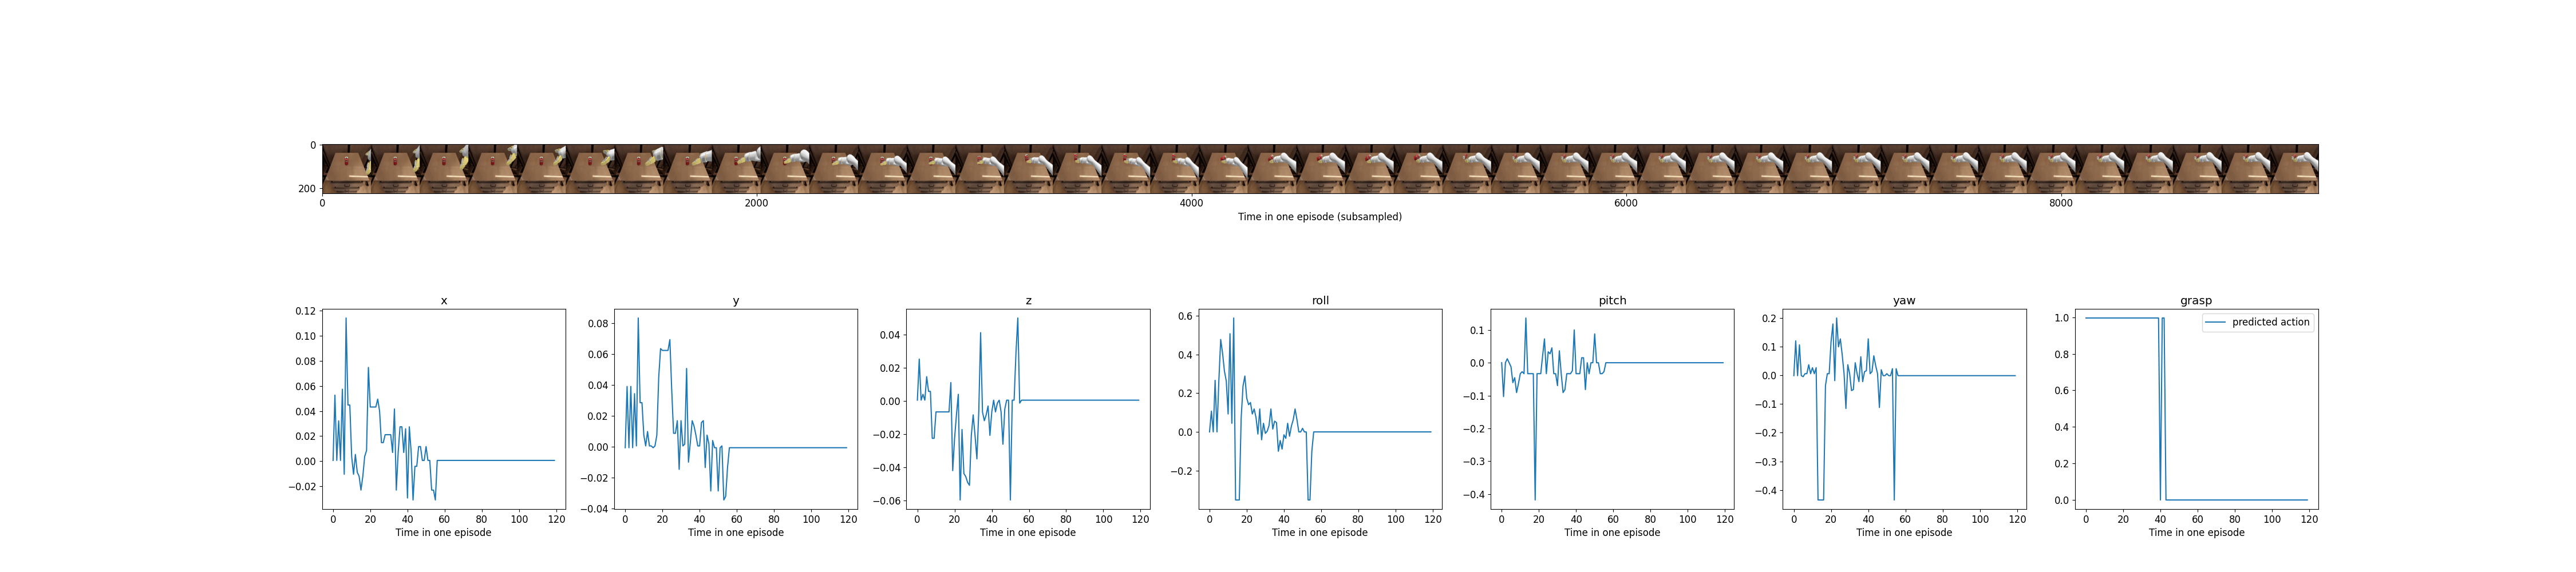 0
200
0 2000 4000 6000 8000
Time in one episode (subsampled)
x
0.12
0.10
0.08
0.06
0.04
0.02
0.00
−0.02
0 20 40 60 80 100 120
Time in one episode
y
0.08
0.06
0.04
0.02
0.00
−0.02
−0.04
0 20 40 60 80 100 120
Time in one episode
z
0.04
0.02
0.00
−0.02
−0.04
−0.06
0 20 40 60 80 100 120
Time in one episode
roll
0.6
0.4
0.2
0.0
−0.2
0 20 40 60 80 100 120
Time in one episode
pitch
0.1
0.0
−0.1
−0.2
−0.3
−0.4
0 20 40 60 80 100 120
Time in one episode
yaw
0.2
0.1
0.0
−0.1
−0.2
−0.3
−0.4
0 20 40 60 80 100 120
Time in one episode
grasp
predicted action
1.0
0.8
0.6
0.4
0.2
0.0
0 20 40 60 80 100 120
Time in one episode